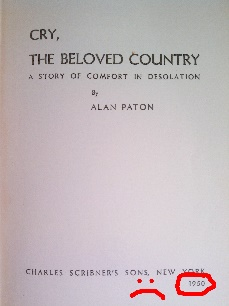 CRY,
THE BELOVED COUNTRY
A STORY OF COMFORT IN DESOLATION
By
ALAN PATON
CHARLES SCRIBNER'S SONS, NEW YORK
1950